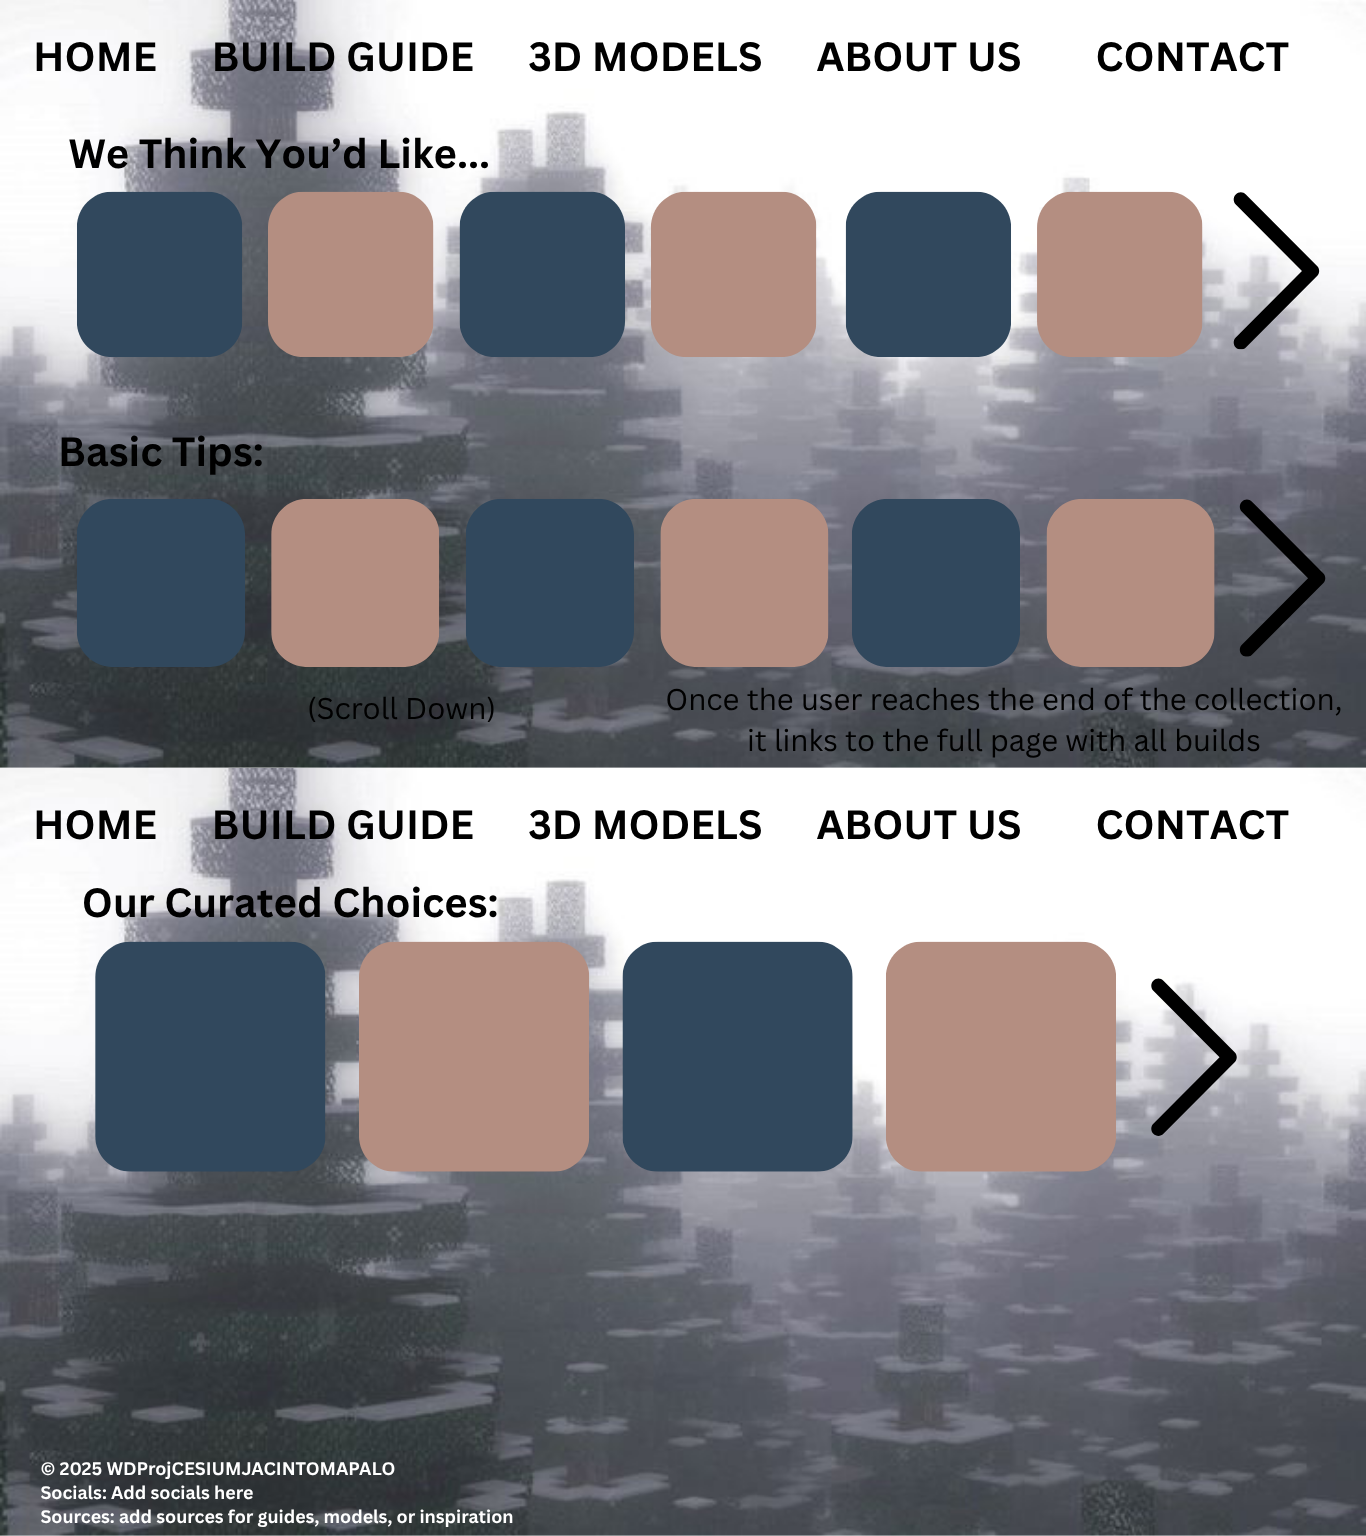 HOME BUILD GUIDE 3D MODELS ABOUT US CONTACT
We Think You’d Like...
Basic Tips:
(Scroll Down)
Once the user reaches the end of the collection,
it links to the full page with all builds
HOME BUILD GUIDE 3D MODELS ABOUT US CONTACT
Our Curated Choices:
© 2025 WDProjCESIUMJACINTOMAPALO
Socials: Add socials here
Sources: add sources for guides, models, or inspiration